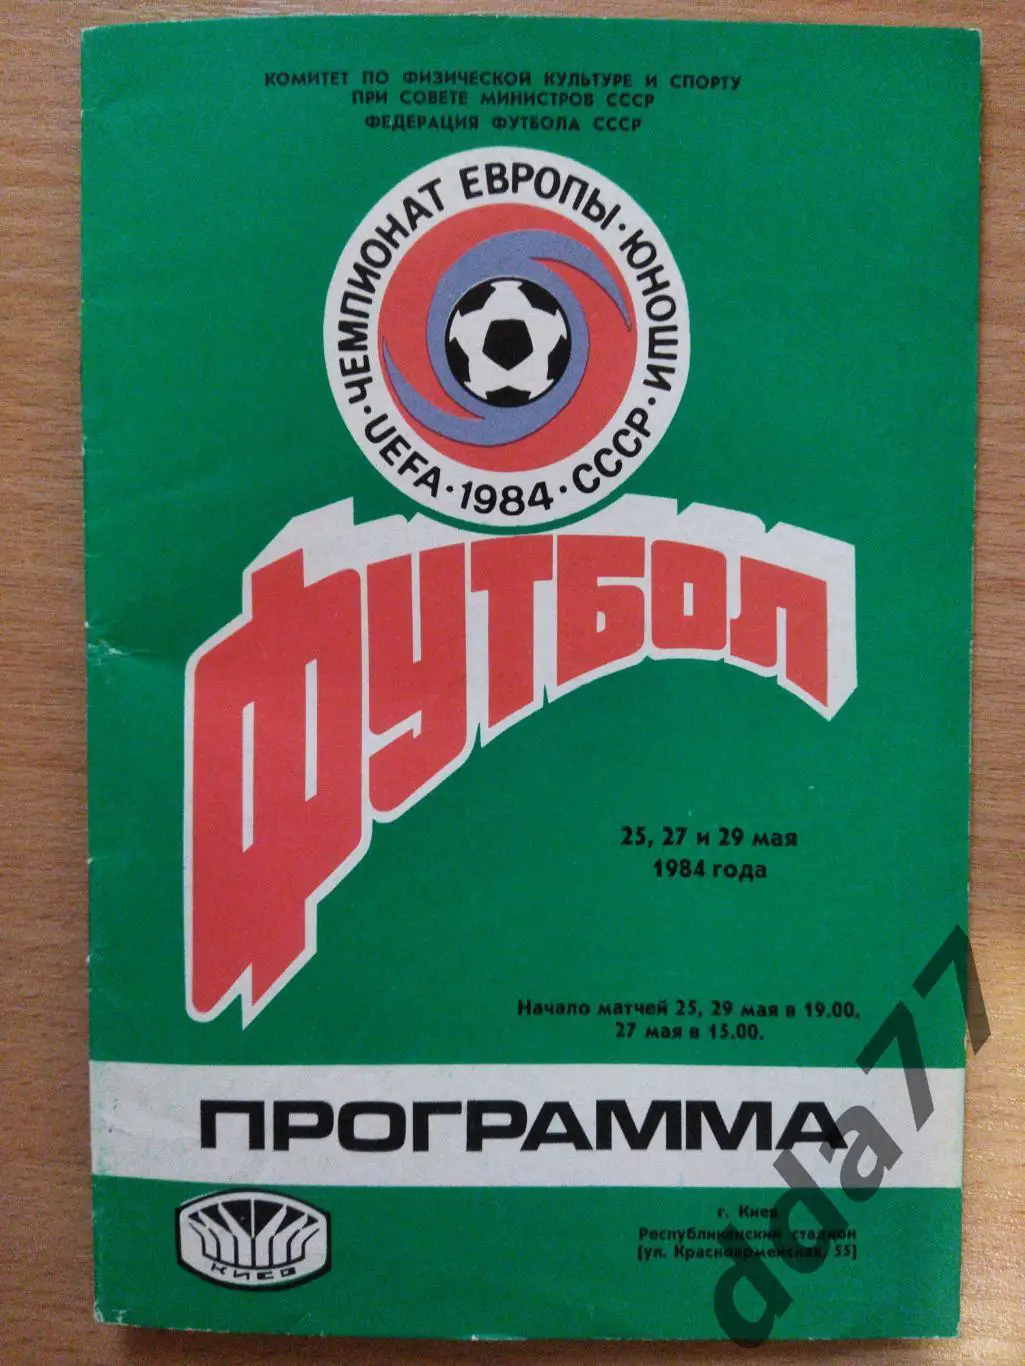 КОМИТЕТ ПО ФИЗИЧЕСКОЙ КУЛЬТУРЕ И СПОРТУ
ПРИ СОВЕТЕ МИНИСТРОВ СССР
ФЕДЕРАЦИЯ ФУТБОЛА СССР
ЧЕМПИОНАТ ЕВРОПЫ · ЮНОШИ ·
UEFA · 1984 · СССР ·
ФУТБОЛ
25, 27 и 29 мая
1984 года
Начало матчей 25, 29 мая в 19.00.
27 мая в 15.00.
ПРОГРАММА
КИЕВ
г. Киев
Республиканский стадион
(ул. Красноармейская, 55)
dda77